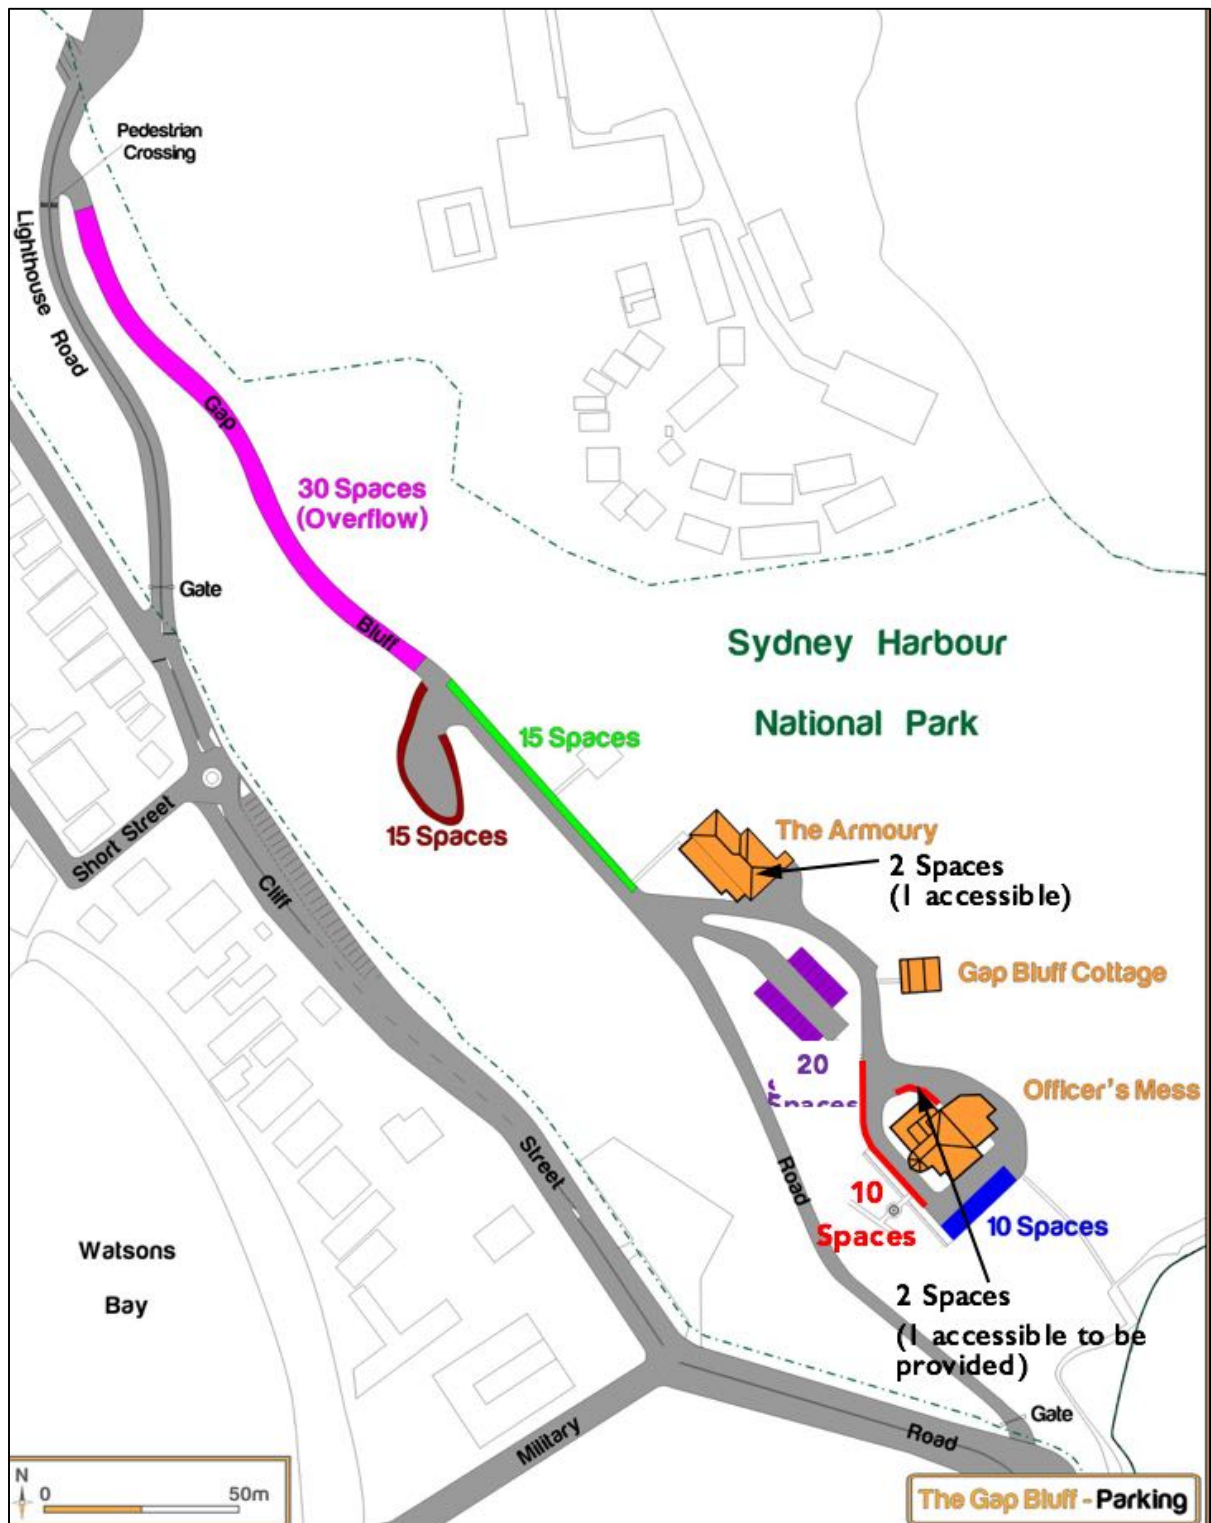 Pedestrian
Crossing
Lighthouse Road
Gap
30 Spaces
(Overflow)
Gate
Bluff
Sydney Harbour
National Park
15 Spaces
15 Spaces
Short Street
Cliff
The Armoury
2 Spaces
(1 accessible)
Gap Bluff Cottage
20
Spaces
Officer's Mess
Street
Road
10
Spaces
10 Spaces
Watsons
Bay
2 Spaces
(1 accessible to be
provided)
Gate
Military
Road
N
0 50m
The Gap Bluff - Parking